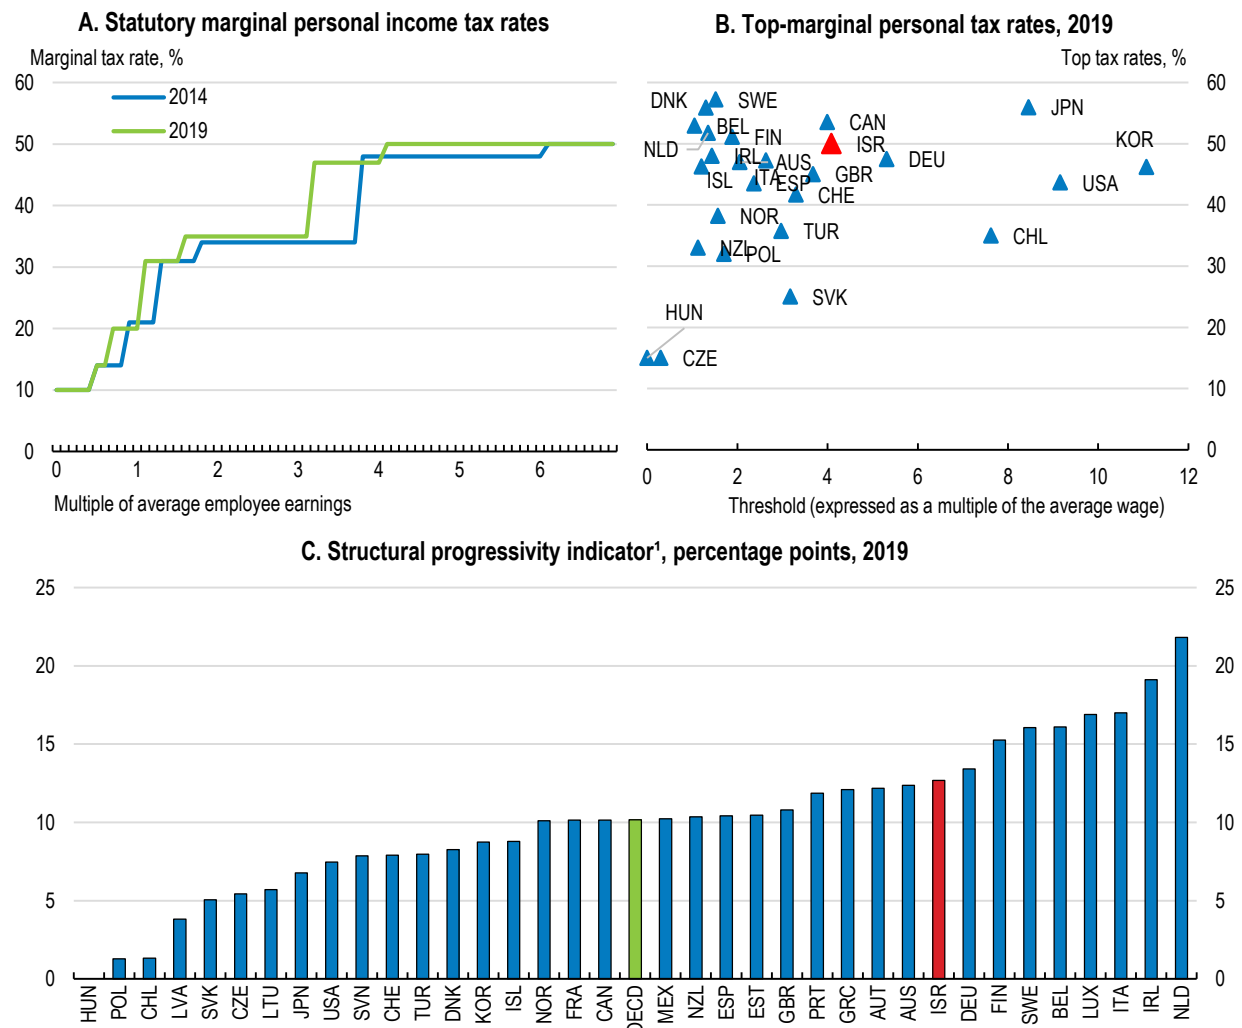 A. Statutory marginal personal income tax rates
Marginal tax rate, %
60
50
40
30
20
10
0
2014
2019
0 1 2 3 4 5 6
Multiple of average employee earnings
B. Top-marginal personal tax rates, 2019
Top tax rates, %
60
50
40
30
20
10
0
DNK
SWE
JPN
BEL
CAN
KOR
FIN
NLD
ISR
IRL
AUS
DEU
ITA
GBR
ISL
ESP
USA
CHE
NOR
TUR
CHL
NZL
POL
SVK
HUN
CZE
0 2 4 6 8 10 12
Threshold (expressed as a multiple of the average wage)
C. Structural progressivity indicator¹, percentage points, 2019
25 25
20 20
15 15
10 10
5 5
0 0
HUN POL CHL LVA SVK CZE LTU JPN USA SVN CHE TUR DNK KOR ISL NOR FRA CAN OECD MEX NZL ESP EST GBR PRT GRC AUT AUS ISR DEU FIN SWE BEL LUX ITA IRL NLD